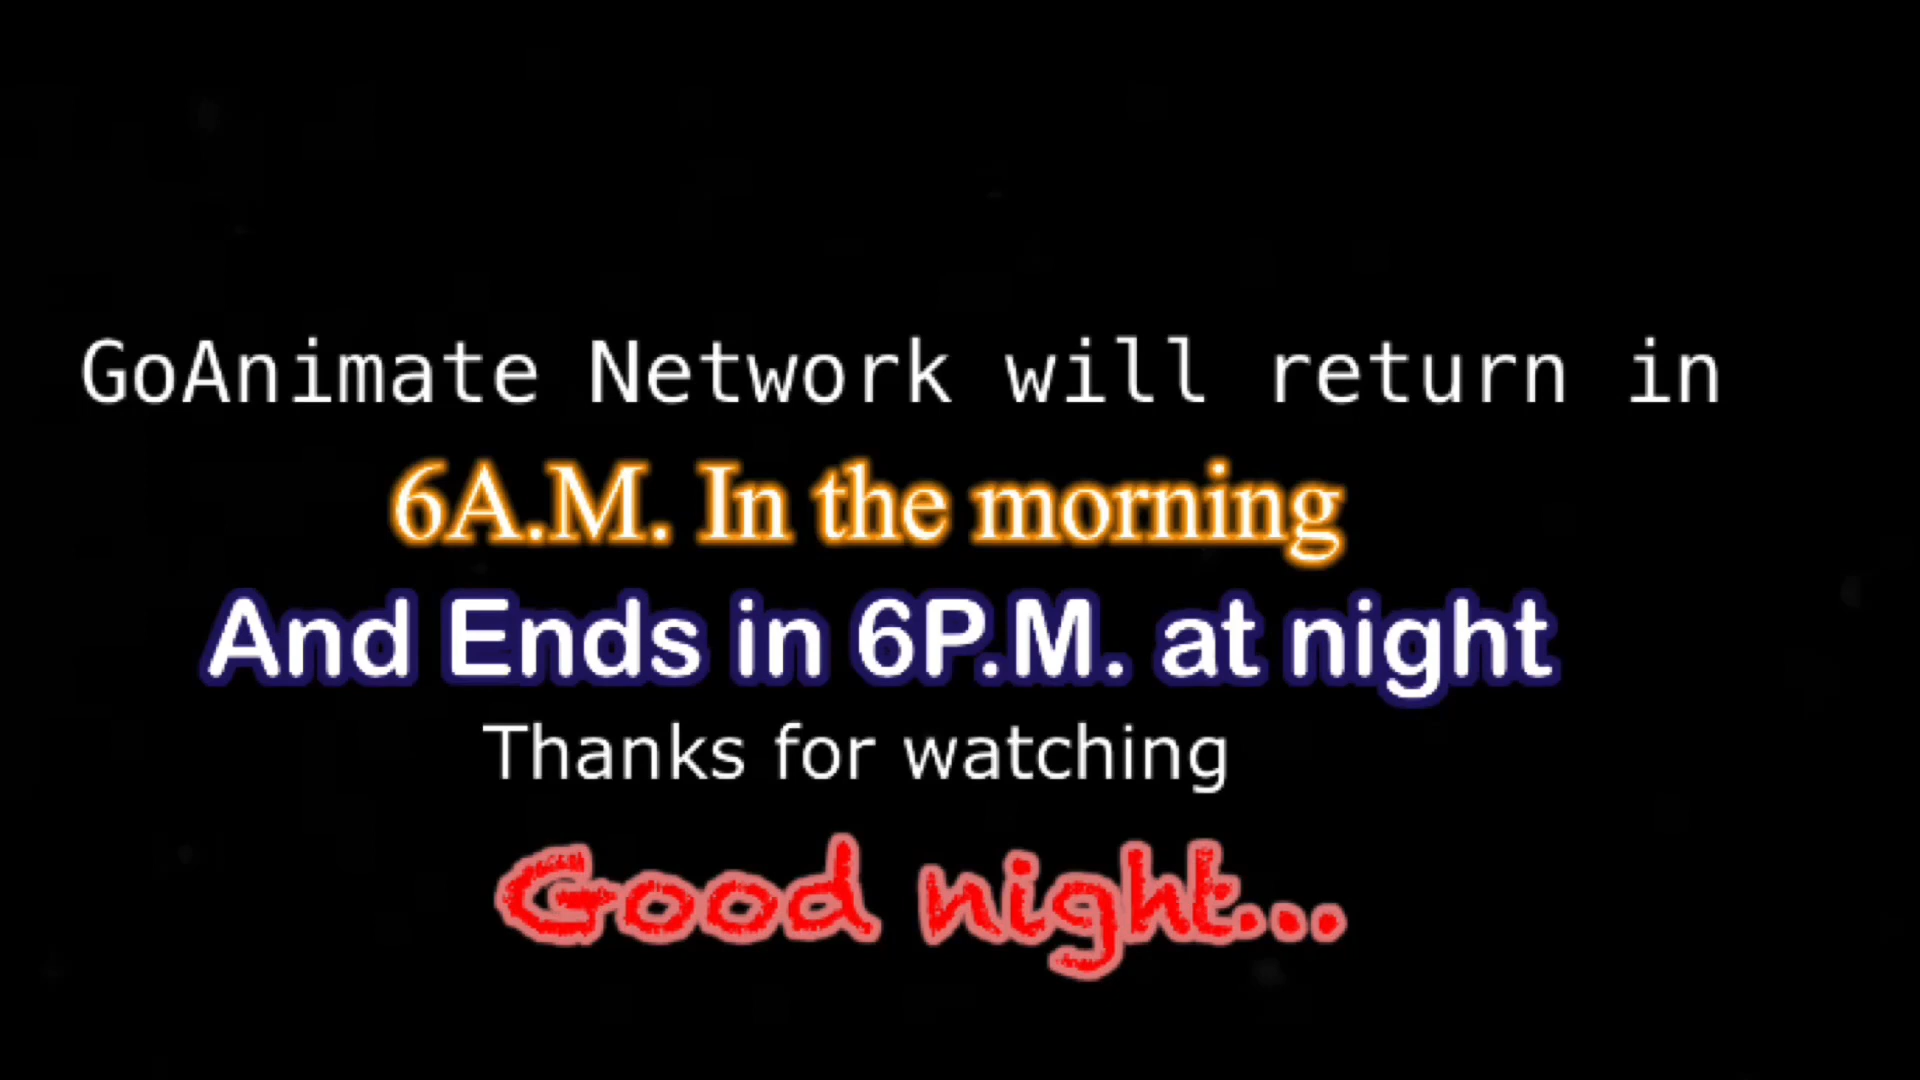 GoAnimate Network will return in
6A.M. In the morning
And Ends in 6P.M. at night
Thanks for watching
Good night...